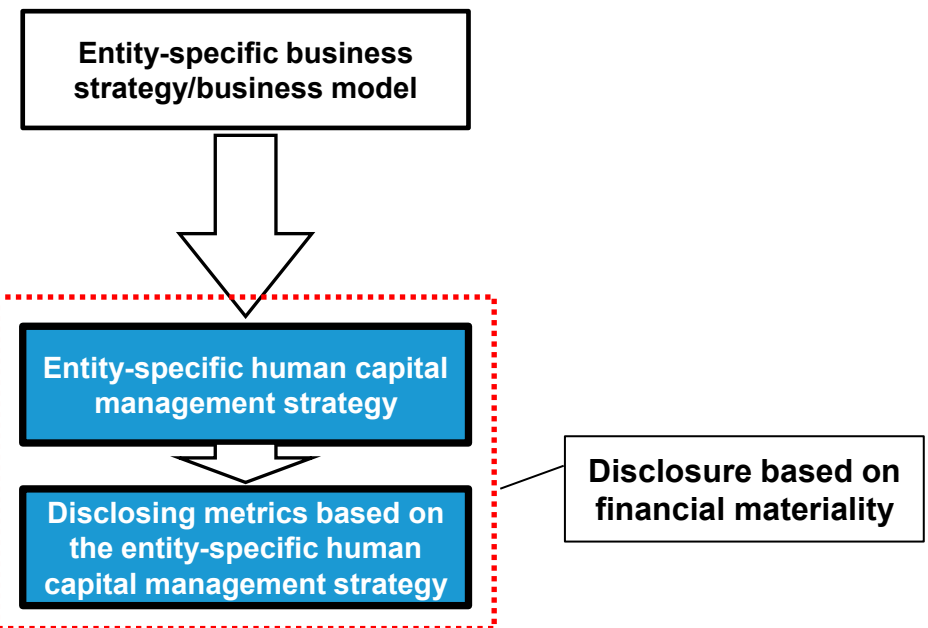 Entity-specific business
strategy/business model
Entity-specific human capital
management strategy
Disclosing metrics based on
the entity-specific human
capital management strategy
Disclosure based on
financial materiality